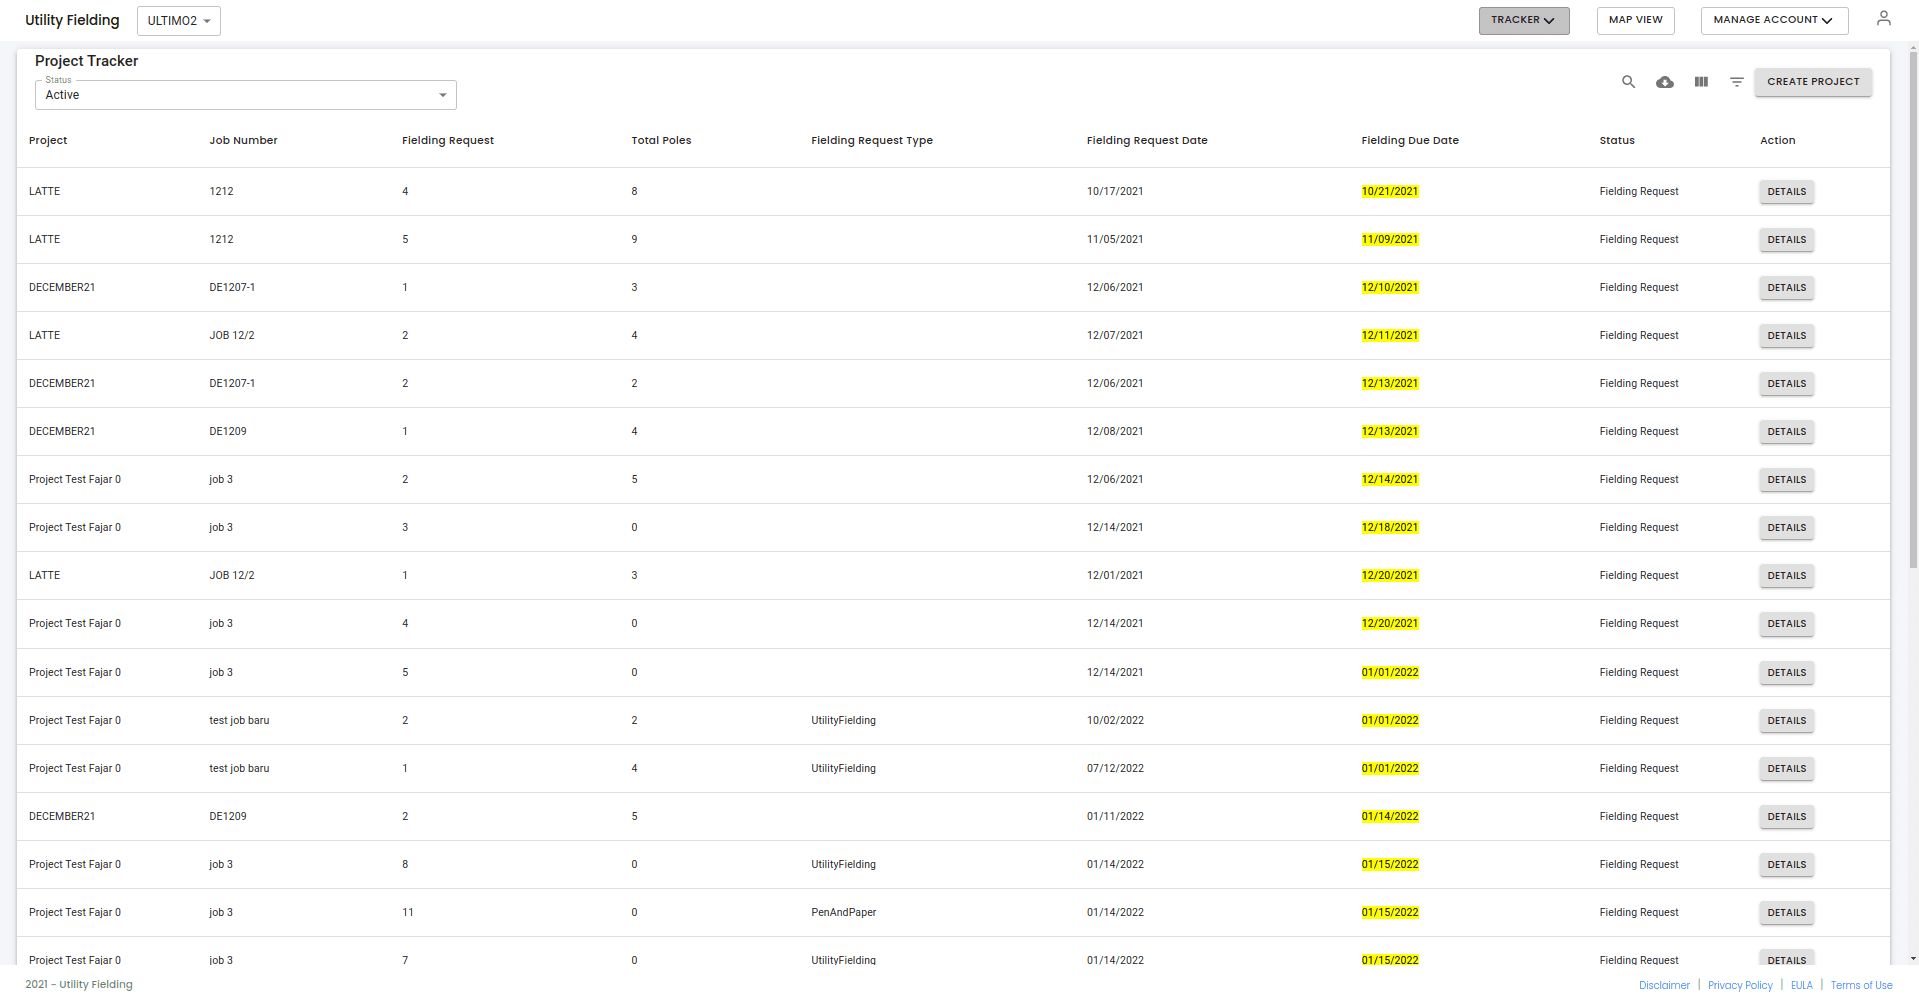 Utility Fielding ULTIMO2 TRACKER MAP VIEW MANAGE ACCOUNT
Project Tracker
Status
Active
CREATE PROJECT
Project Job Number Fielding Request Total Poles Fielding Request Type Fielding Request Date Fielding Due Date Status Action
LATTE 1212 4 8 10/17/2021 10/21/2021 Fielding Request DETAILS
LATTE 1212 5 9 11/05/2021 11/09/2021 Fielding Request DETAILS
DECEMBER21 DE1207-1 1 3 12/06/2021 12/10/2021 Fielding Request DETAILS
LATTE JOB 12/2 2 4 12/07/2021 12/11/2021 Fielding Request DETAILS
DECEMBER21 DE1207-1 2 2 12/06/2021 12/13/2021 Fielding Request DETAILS
DECEMBER21 DE1209 1 4 12/08/2021 12/13/2021 Fielding Request DETAILS
Project Test Fajar 0 job 3 2 5 12/06/2021 12/14/2021 Fielding Request DETAILS
Project Test Fajar 0 job 3 3 0 12/14/2021 12/18/2021 Fielding Request DETAILS
LATTE JOB 12/2 1 3 12/01/2021 12/20/2021 Fielding Request DETAILS
Project Test Fajar 0 job 3 4 0 12/14/2021 12/20/2021 Fielding Request DETAILS
Project Test Fajar 0 job 3 5 0 12/14/2021 01/01/2022 Fielding Request DETAILS
Project Test Fajar 0 test job baru 2 2 UtilityFielding 10/02/2022 01/01/2022 Fielding Request DETAILS
Project Test Fajar 0 test job baru 1 4 UtilityFielding 07/12/2022 01/01/2022 Fielding Request DETAILS
DECEMBER21 DE1209 2 5 01/11/2022 01/14/2022 Fielding Request DETAILS
Project Test Fajar 0 job 3 8 0 UtilityFielding 01/14/2022 01/15/2022 Fielding Request DETAILS
Project Test Fajar 0 job 3 11 0 PenAndPaper 01/14/2022 01/15/2022 Fielding Request DETAILS
Project Test Fajar 0 job 3 7 0 UtilityFielding 01/14/2022 01/15/2022 Fielding Request DETAILS
2021 - Utility Fielding Disclaimer | Privacy Policy | EULA | Terms of Use